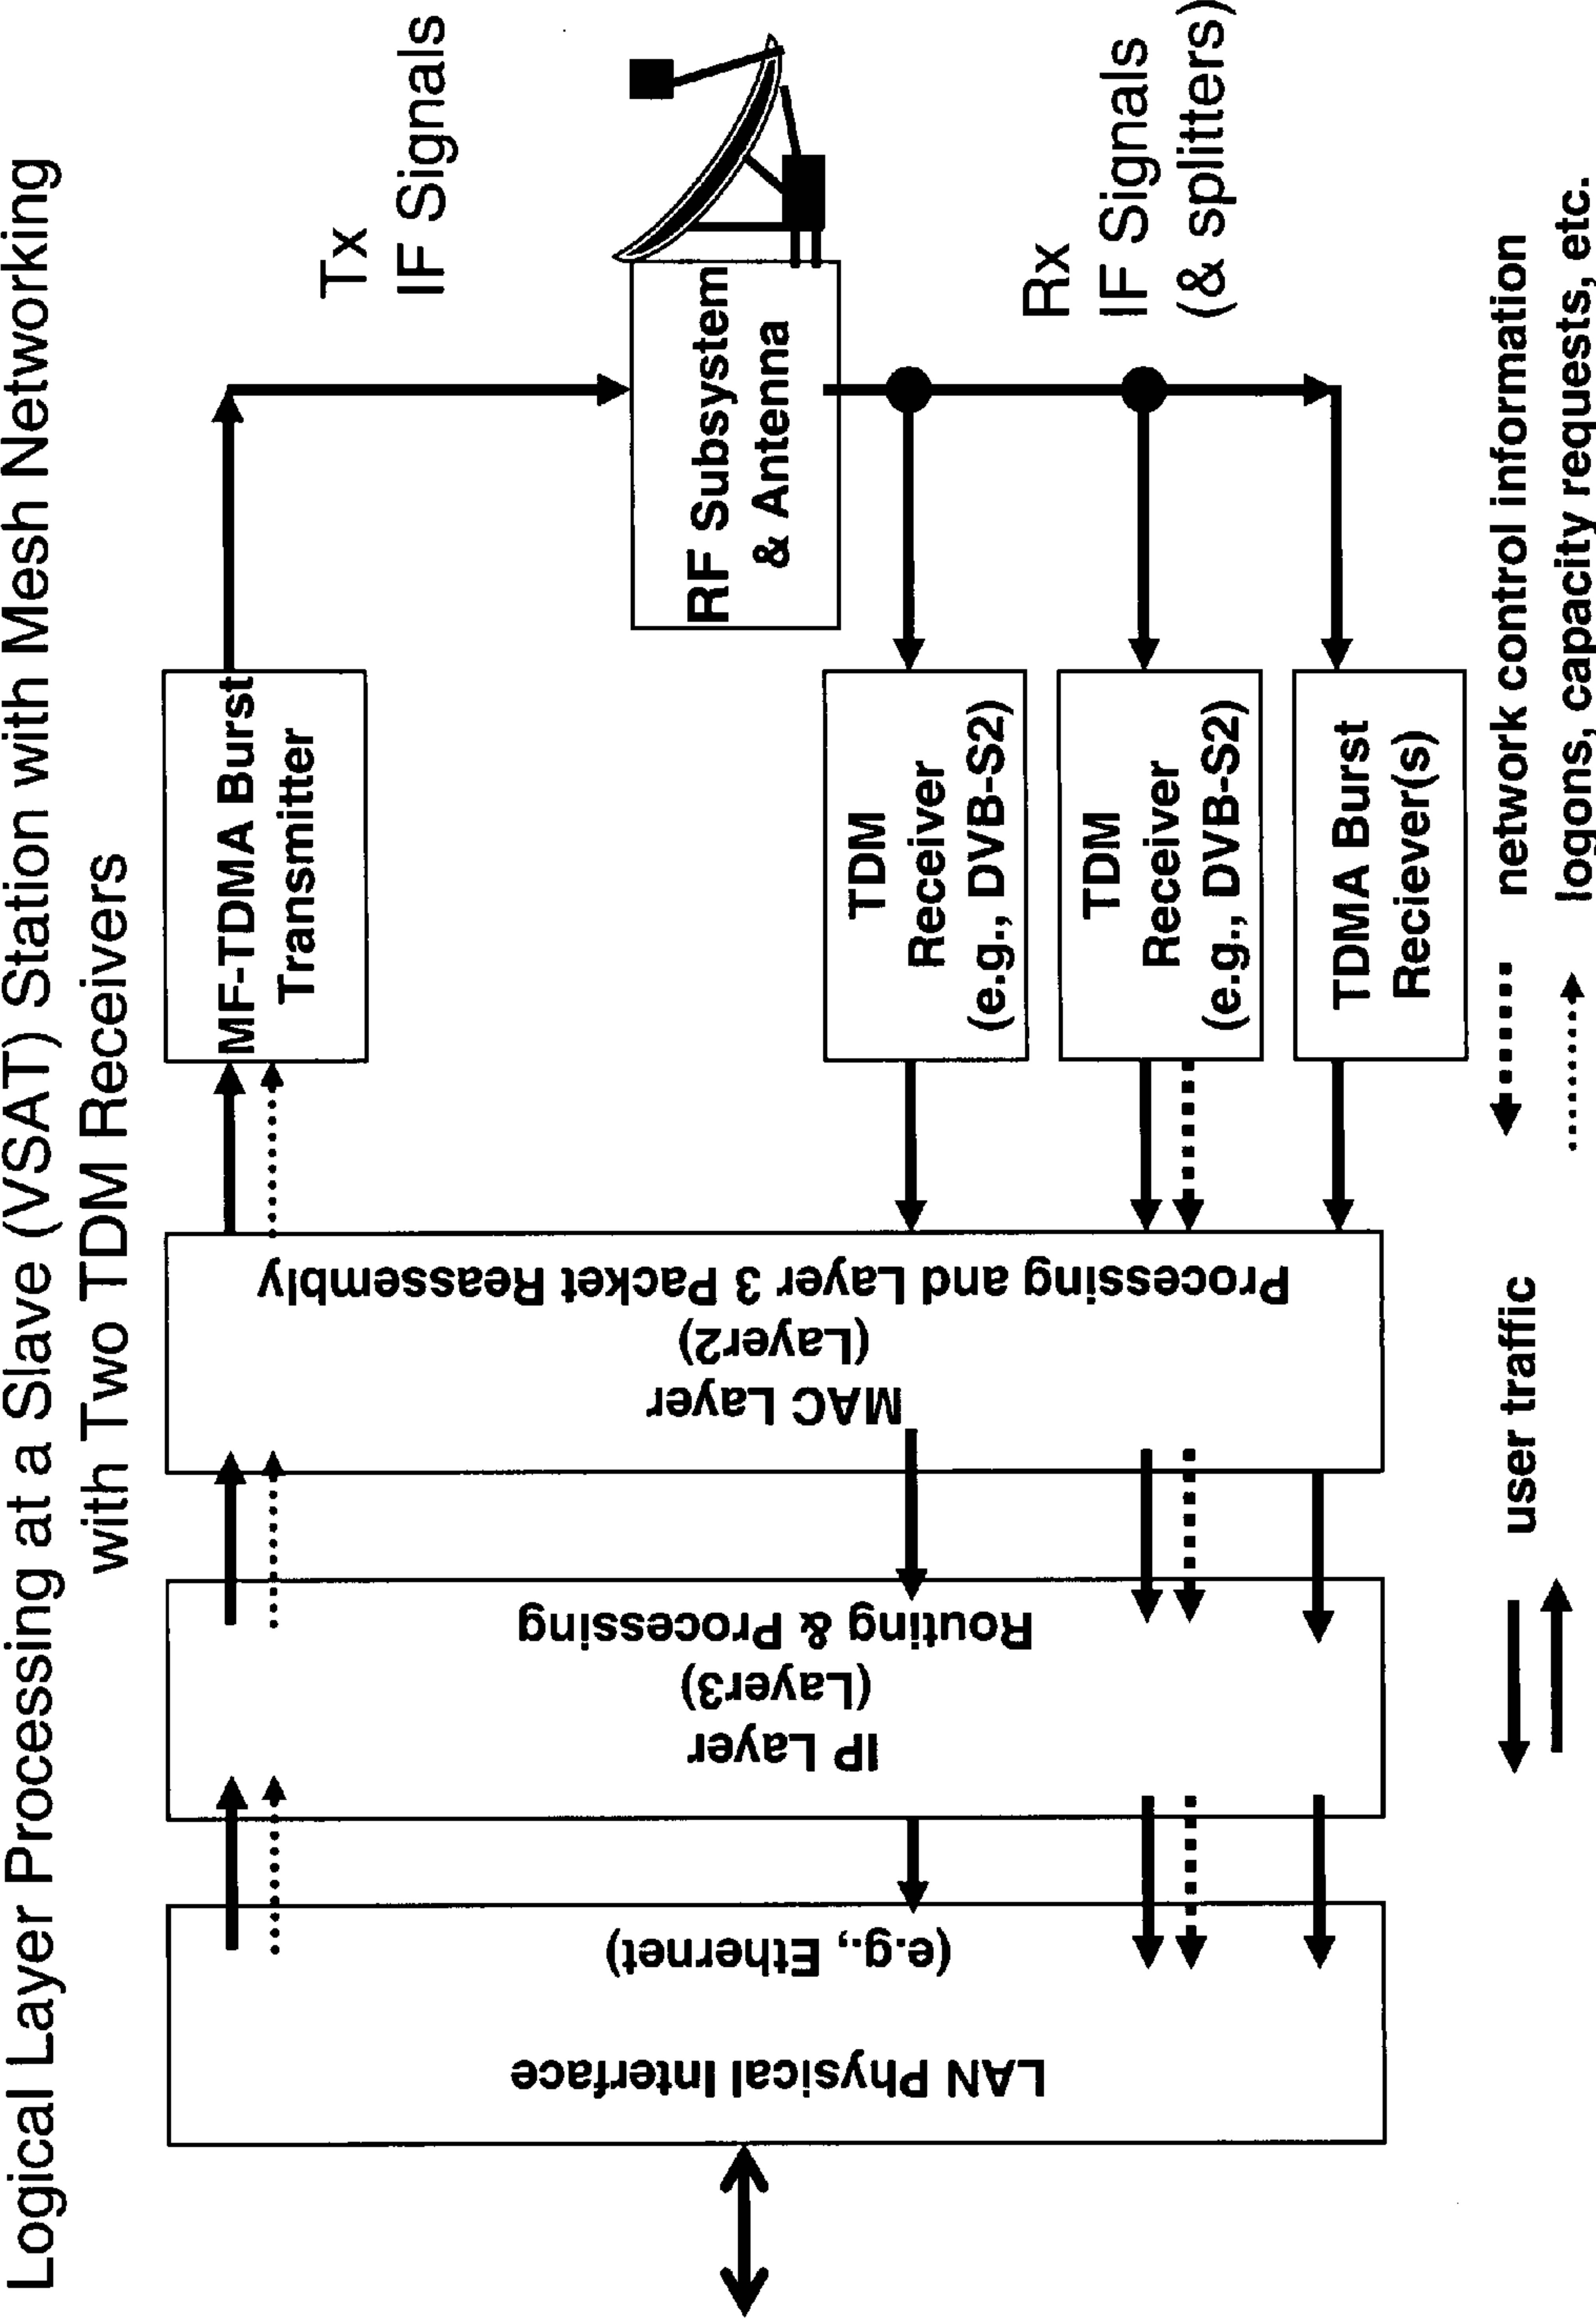 Logical Layer Processing at a Slave (VSAT) Station with Mesh Networking
with Two TDM Receivers
LAN Physical Interface
(e.g., Ethernet)
IP Layer
(Layer3)
Routing & Processing
MAC Layer
(Layer2)
Processing and Layer 3 Packet Reassembly
MF-TDMA Burst
Transmitter
Tx
IF Signals
RF Subsystem
& Antenna
TDM
Receiver
(e.g., DVB-S2)
TDM
Receiver
(e.g., DVB-S2)
TDMA Burst
Reciever(s)
Rx
IF Signals
(& splitters)
user traffic
network control information
logons, capacity requests, etc.